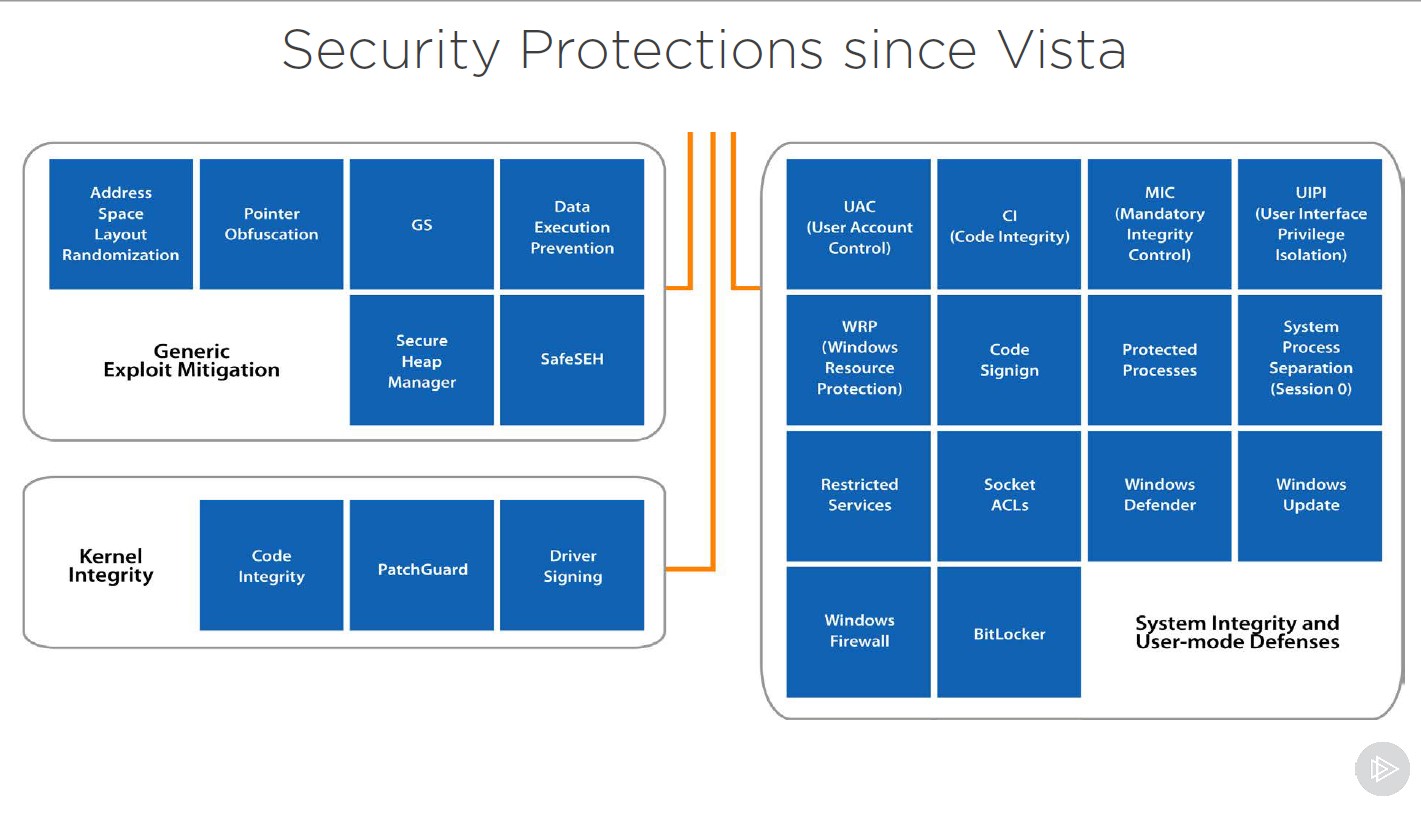 Security Protections since Vista
Address
Space
Layout
Randomization
Pointer
Obfuscation
GS
Data
Execution
Prevention
Generic
Exploit Mitigation
Secure
Heap
Manager
SafeSEH
Kernel
Integrity
Code
Integrity
PatchGuard
Driver
Signing
UAC
(User Account
Control)
CI
(Code Integrity)
MIC
(Mandatory
Integrity
Control)
UIPI
(User Interface
Privilege
Isolation)
WRP
(Windows
Resource
Protection)
Code
Signign
Protected
Processes
System
Process
Separation
(Session 0)
Restricted
Services
Socket
ACLs
Windows
Defender
Windows
Update
Windows
Firewall
BitLocker
System Integrity and
User-mode Defenses